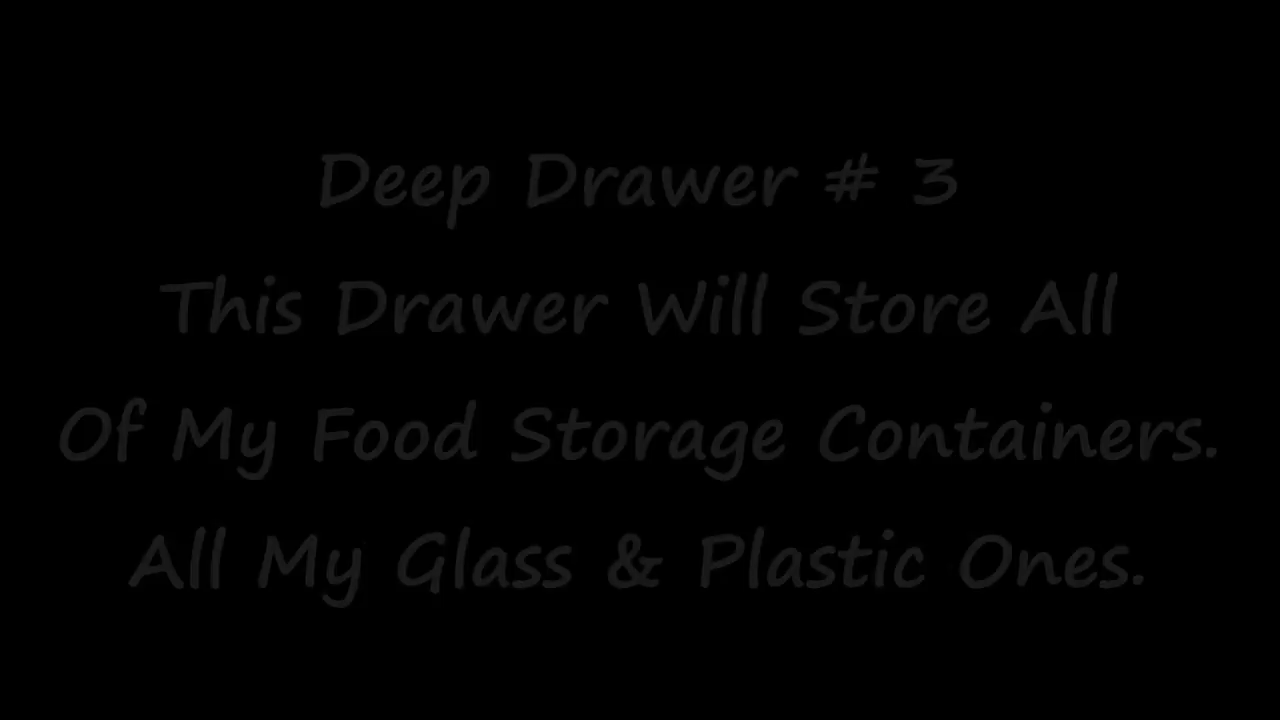 Deep Drawer # 3
This Drawer Will Store All
Of My Food Storage Containers.
All My Glass & Plastic Ones.